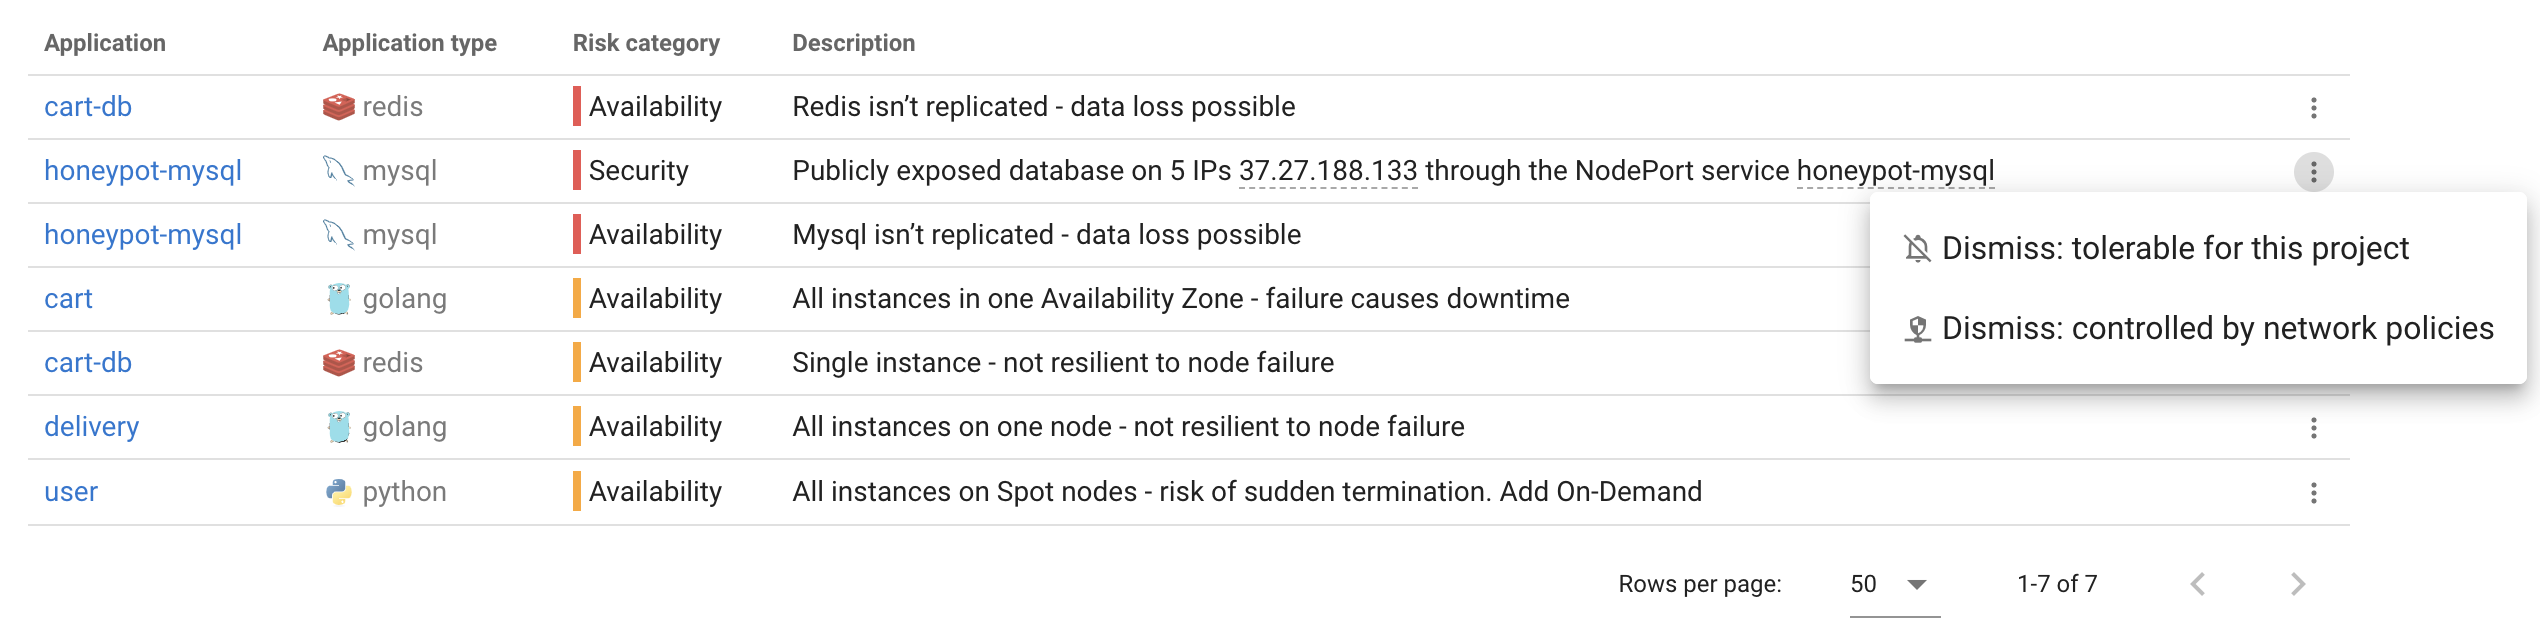 Application Application type Risk category Description
cart-db redis Availability Redis isn’t replicated - data loss possible
honeypot-mysql mysql Security Publicly exposed database on 5 IPs 37.27.188.133 through the NodePort service honeypot-mysql
honeypot-mysql mysql Availability Mysql isn’t replicated - data loss possible
Dismiss: tolerable for this project
cart golang Availability All instances in one Availability Zone - failure causes downtime
Dismiss: controlled by network policies
cart-db redis Availability Single instance - not resilient to node failure
delivery golang Availability All instances on one node - not resilient to node failure
user python Availability All instances on Spot nodes - risk of sudden termination. Add On-Demand
Rows per page: 50 1-7 of 7